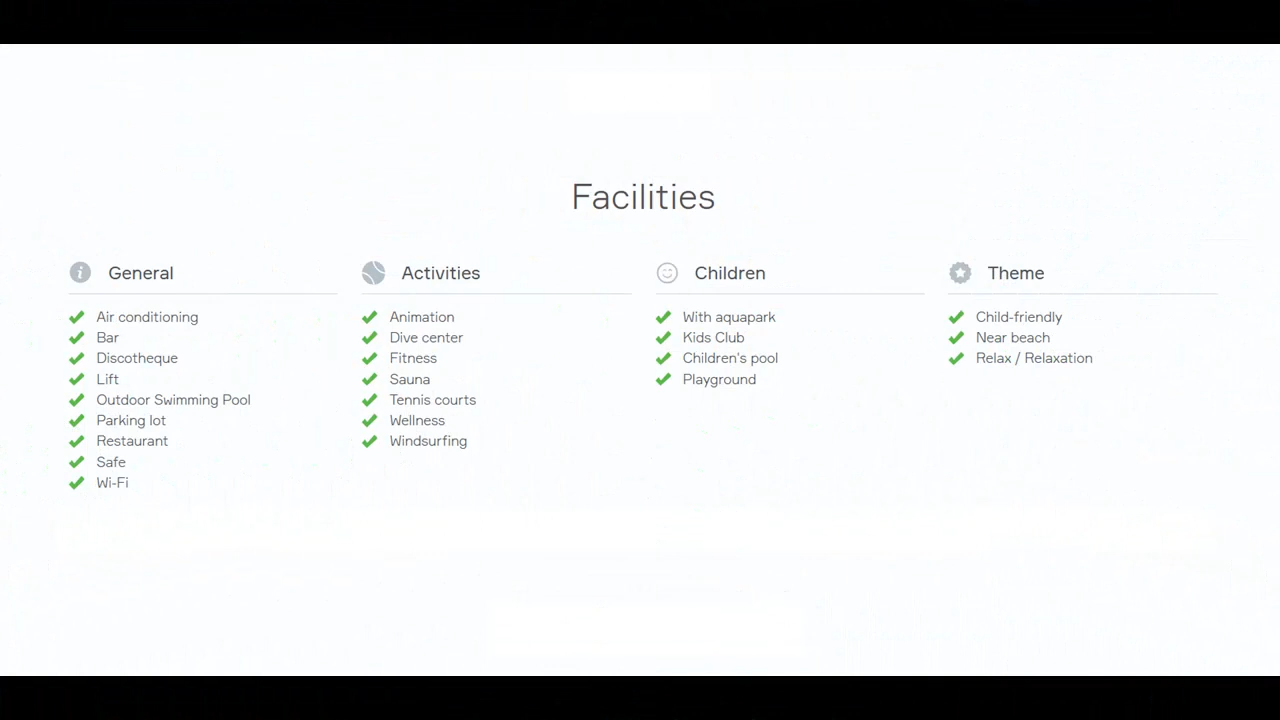 Facilities
General
Air conditioning
Bar
Discotheque
Lift
Outdoor Swimming Pool
Parking lot
Restaurant
Safe
Wi-Fi
Activities
Animation
Dive center
Fitness
Sauna
Tennis courts
Wellness
Windsurfing
Children
With aquapark
Kids Club
Children's pool
Playground
Theme
Child-friendly
Near beach
Relax / Relaxation